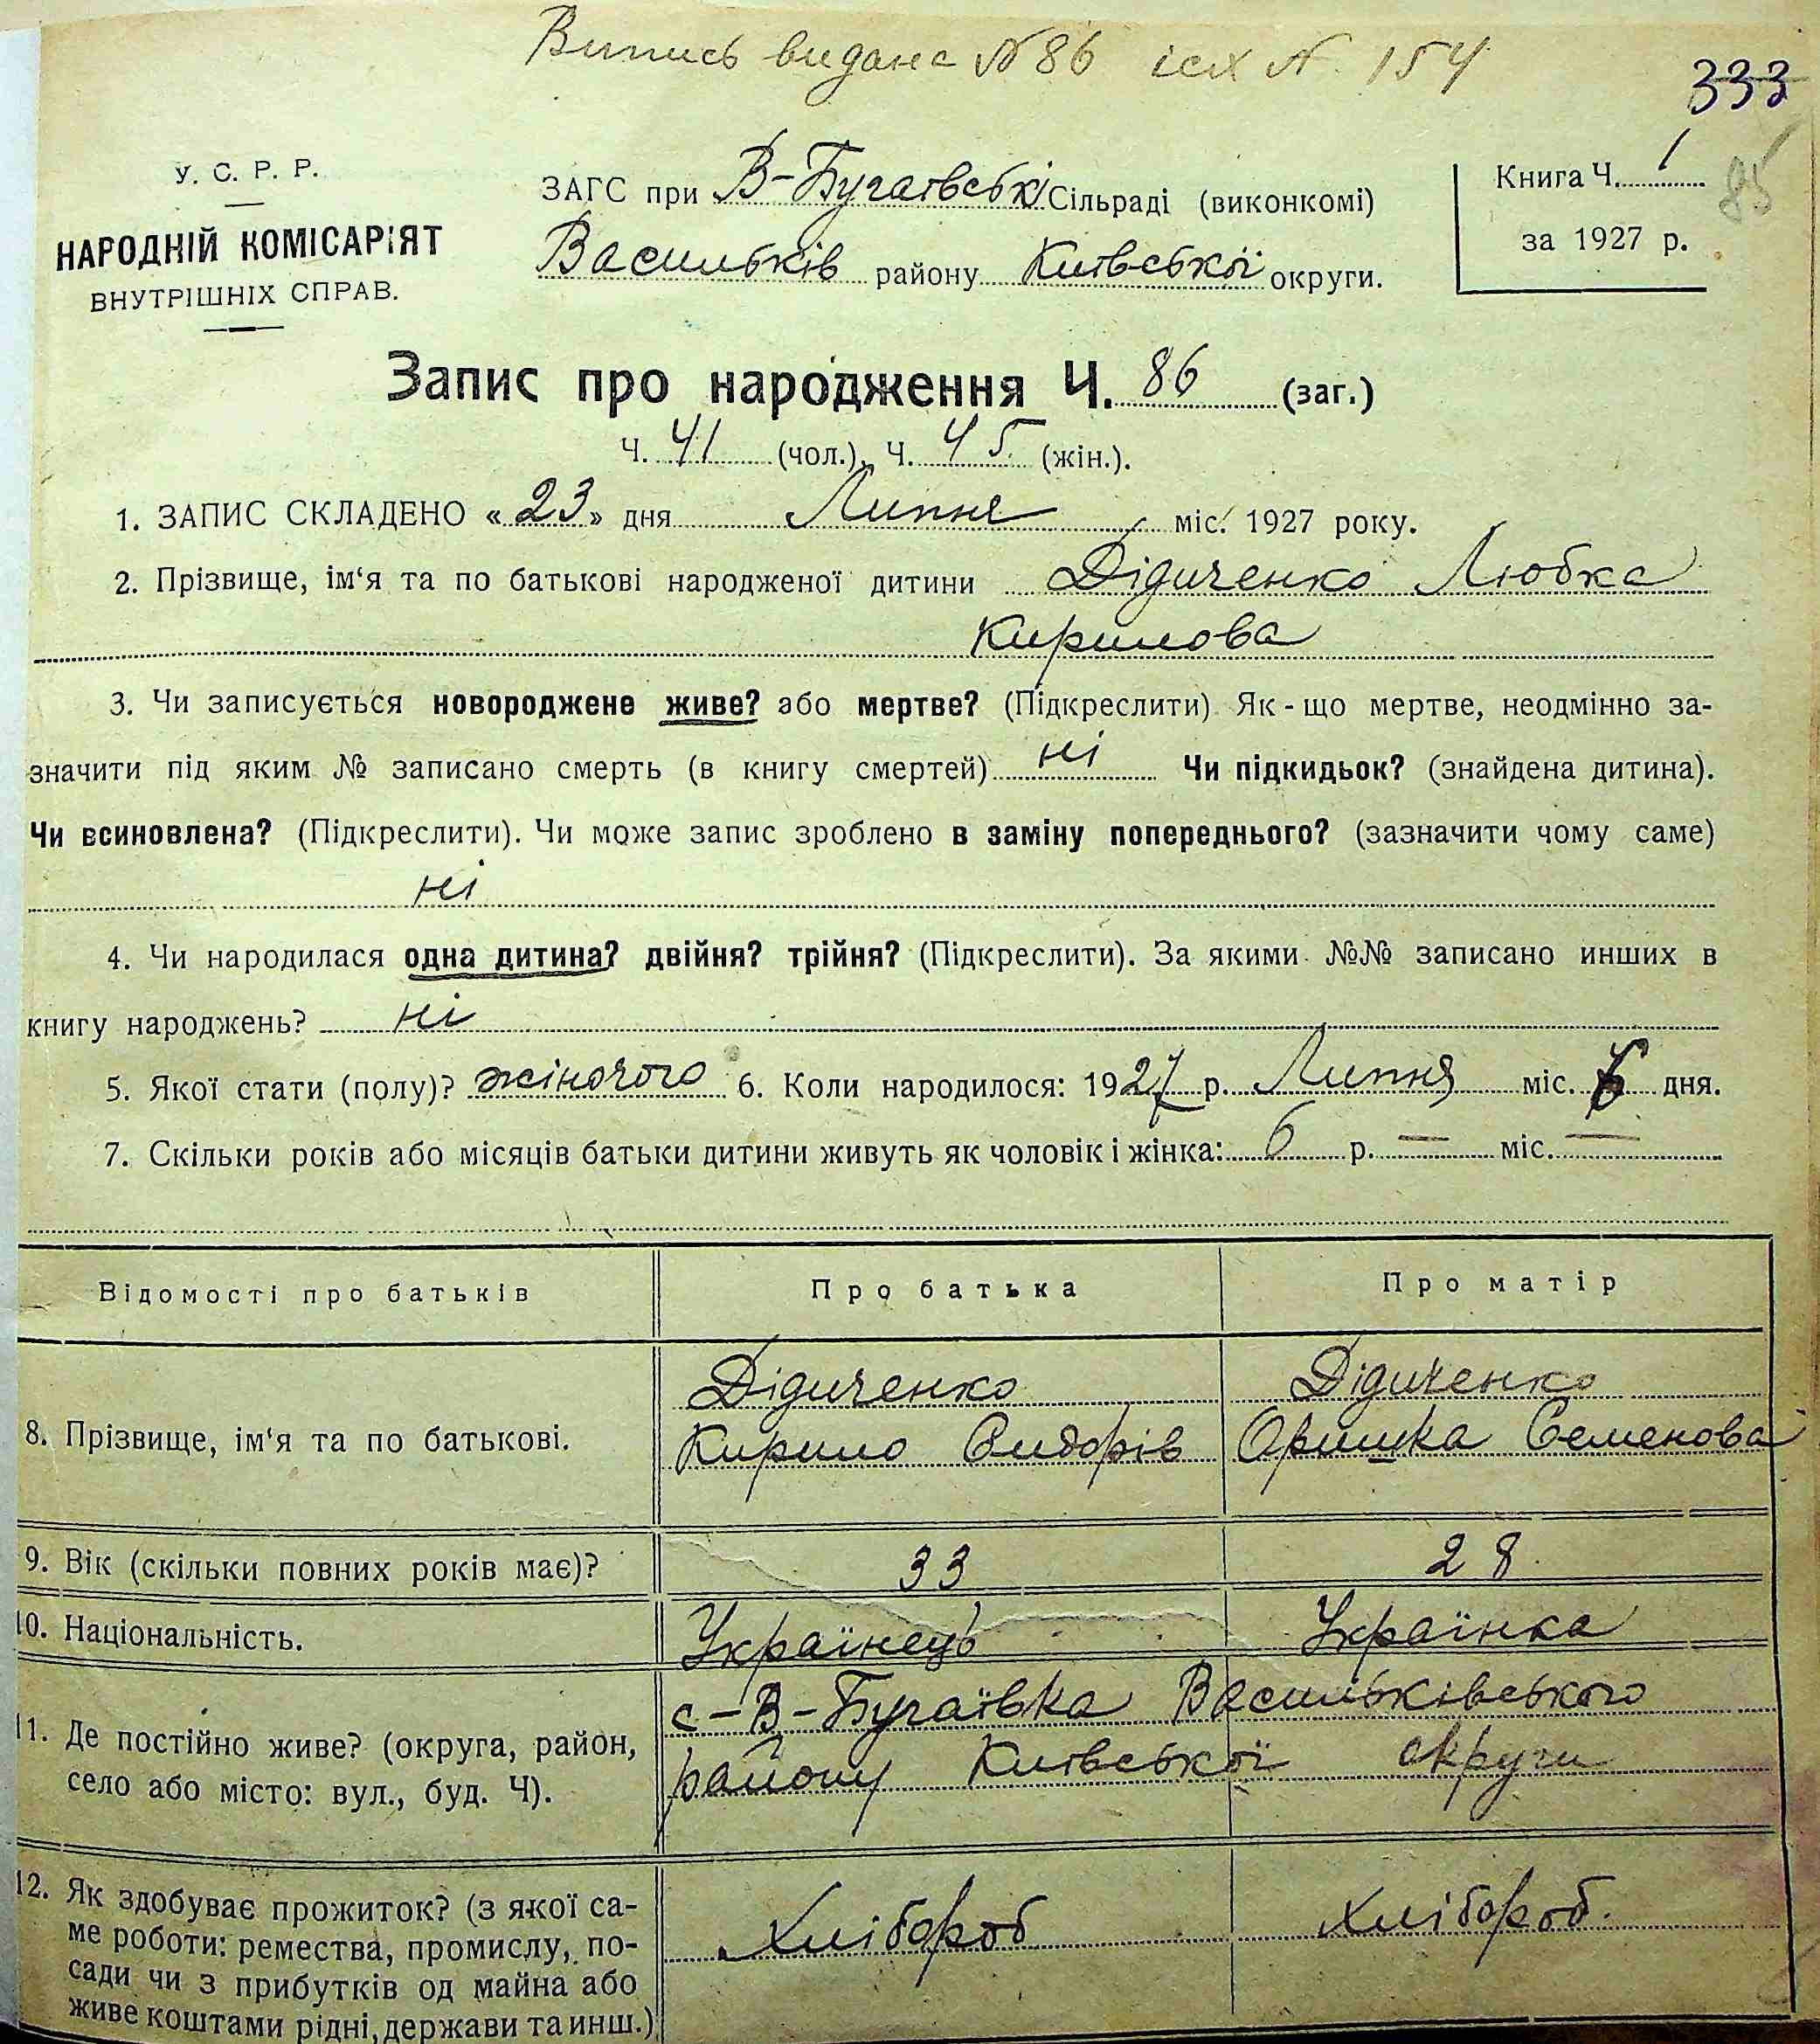 Випись видана №86 ісх №. 154
333
85
У. С. Р. Р.
НАРОДНІЙ КОМІСАРІЯТ
ВНУТРІШНІХ СПРАВ.
ЗАГС при В-Бугаївські Сільраді (виконкомі)
Васильків району Київської округи.
Книга Ч. 1
за 1927 р.
Запис про народження Ч. 86 (заг.)
Ч. 41 (чол.), Ч. 45. (жін.).
1. ЗАПИС СКЛАДЕНО «23» дня Липня міс. 1927 року.
2. Прізвище, ім‘я та по батькові народженої дитини Дідиченко Любка
Кирилова
3. Чи записується новороджене живе? або мертве? (Підкреслити) Як-що мертве, неодмінно за-
значити під яким № записано смерть (в книгу смертей) ні Чи підкидьок? (знайдена дитина).
Чи всиновлена? (Підкреслити). Чи може запис зроблено в заміну попереднього? (зазначити чому саме)
ні
4. Чи народилася одна дитина? двійня? трійня? (Підкреслити). За якими №№ записано инших в
книгу народжень? ні
5. Якої стати (полу)? жіночого 6. Коли народилося: 1927 р. Липня міс. дня.
7. Скільки років або місяців батьки дитини живуть як чоловік і жінка: 6 р. — міс. —
Відомості про батьків Про батька Про матір
8. Прізвище, ім‘я та по батькові.
Дідиченко
Кирило Сидорів
Дідиченко
Оришка Семенова
9. Вік (скільки повних років має)? 33 28.
10. Національність. Українець Українка
11. Де постійно живе? (округа, район,
село або місто: вул., буд. Ч).
с-В-Бугаївка Васильківського
району Київської округи
12. Як здобуває прожиток? (з якої са-
ме роботи: ремества, промислу, по-
сади чи з прибутків од майна або
живе коштами рідні, держави та инш.)
Хлібороб
Хлібороб.